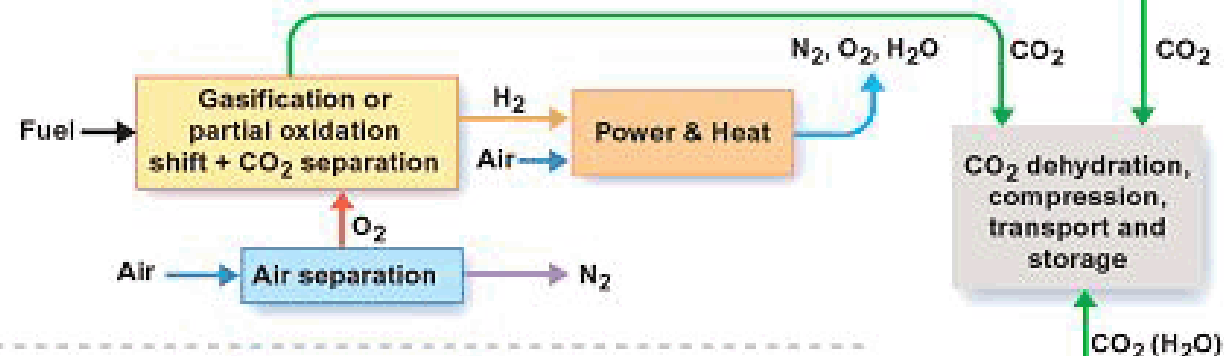 N₂, O₂, H₂O
CO₂
CO₂
Fuel
Gasification or
partial oxidation
shift + CO₂ separation
H₂
Air
Power & Heat
CO₂ dehydration,
compression,
transport and
storage
O₂
Air
Air separation
N₂
CO₂ (H₂O)